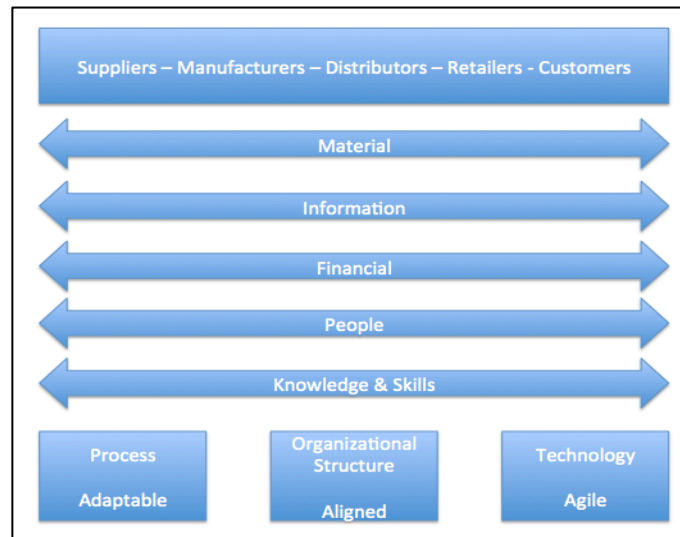 Suppliers – Manufacturers – Distributors – Retailers - Customers
Material
Information
Financial
People
Knowledge & Skills
Process
Adaptable
Organizational
Structure
Aligned
Technology
Agile